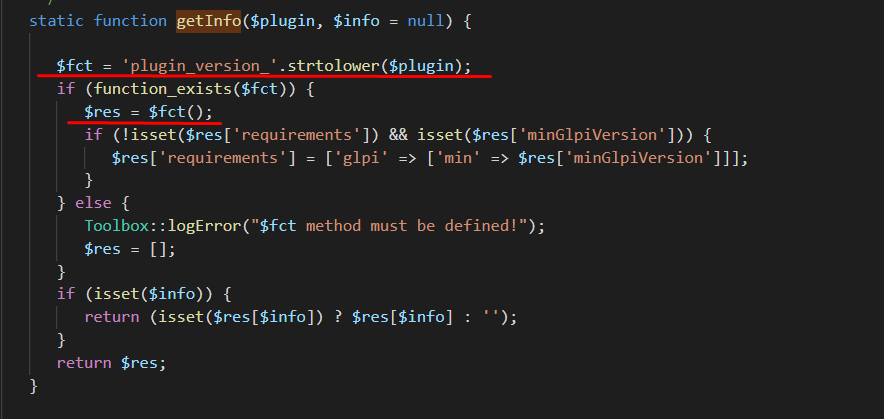 static function getInfo($plugin, $info = null) {
$fct = 'plugin_version_'.strtolower($plugin);
if (function_exists($fct)) {
$res = $fct();
if (!isset($res['requirements']) && isset($res['minGlpiVersion'])) {
$res['requirements'] = ['glpi' => ['min' => $res['minGlpiVersion']]];
}
} else {
Toolbox::logError("$fct method must be defined!");
$res = [];
}
if (isset($info)) {
return (isset($res[$info]) ? $res[$info] : '');
}
return $res;
}